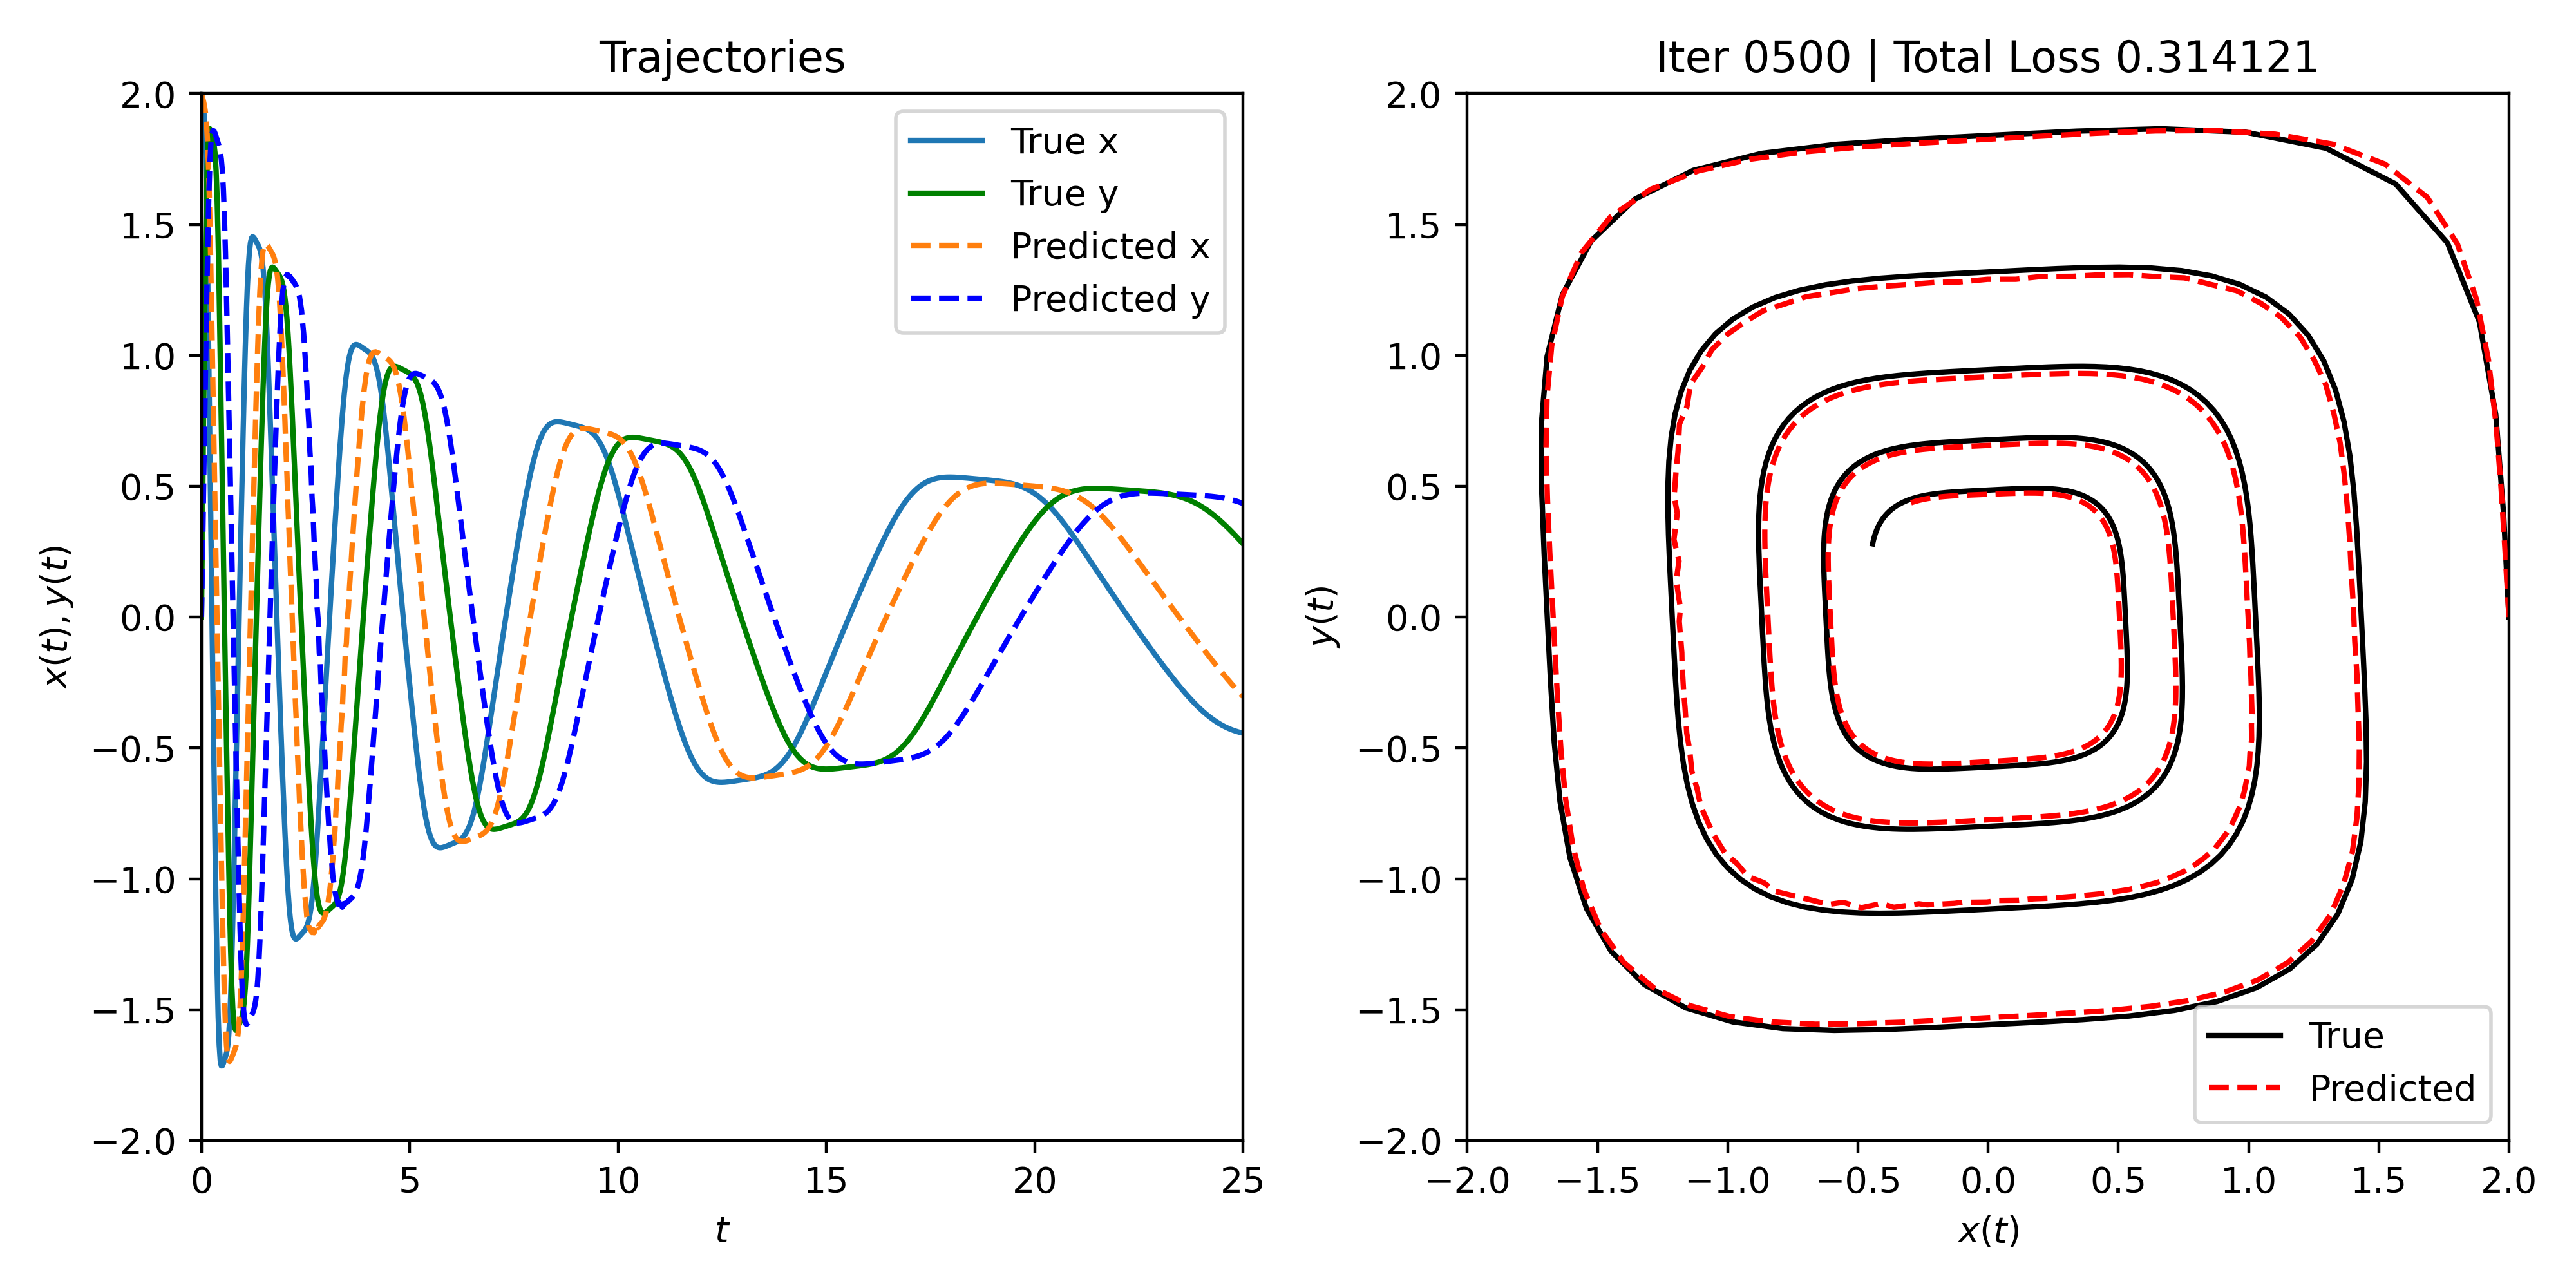 Trajectories
2.0
1.5
1.0
0.5
0.0
−0.5
−1.0
−1.5
−2.0
x(t), y(t)
0 5 10 15 20 25
t
True x
True y
Predicted x
Predicted y
Iter 0500 | Total Loss 0.314121
2.0
1.5
1.0
0.5
0.0
−0.5
−1.0
−1.5
−2.0
y(t)
−2.0 −1.5 −1.0 −0.5 0.0 0.5 1.0 1.5 2.0
x(t)
True
Predicted